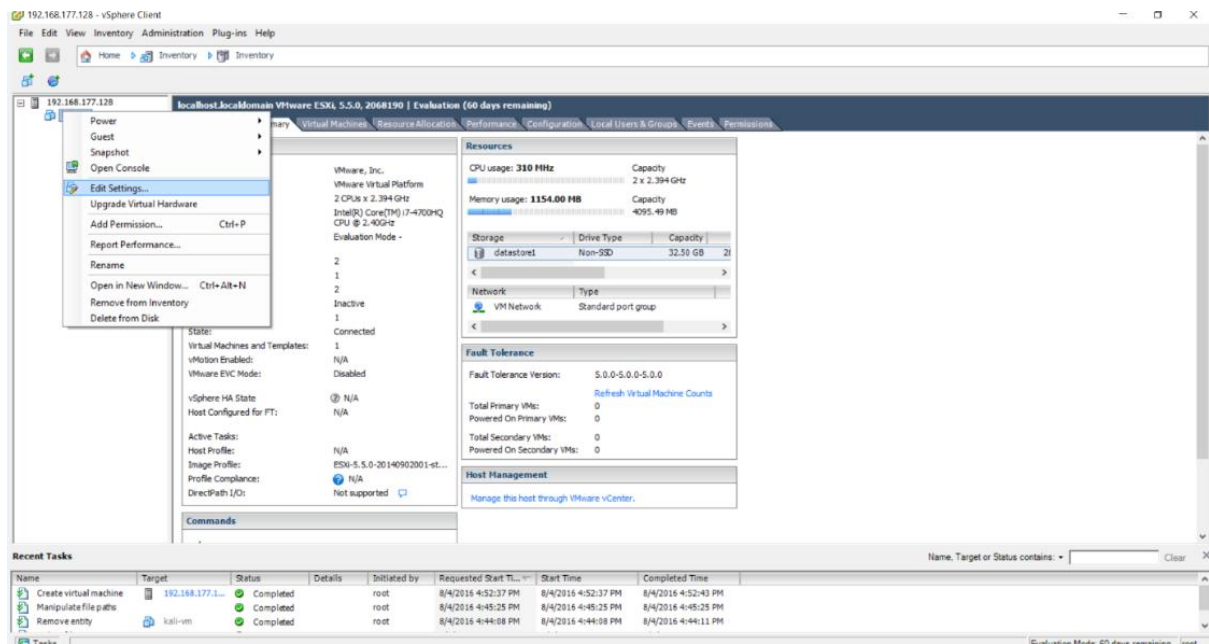 192.168.177.128 - vSphere Client
File Edit View Inventory Administration Plug-ins Help
Home Inventory Inventory
192.168.177.128
localhost.localdomain VMware ESXi, 5.5.0, 2068190 | Evaluation (60 days remaining)
mary Virtual Machines Resource Allocation Performance Configuration Local Users & Groups Events Permissions
Power
Guest
Snapshot
Open Console
Edit Settings...
Upgrade Virtual Hardware
Add Permission... Ctrl+P
Report Performance...
Rename
Open in New Window... Ctrl+Alt+N
Remove from Inventory
Delete from Disk
VMware, Inc.
VMware Virtual Platform
2 CPUs x 2.394 GHz
Intel(R) Core(TM) i7-4700HQ
CPU @ 2.40GHz
Evaluation Mode -
2
1
2
Inactive
1
State: Connected
Virtual Machines and Templates: 1
vMotion Enabled: N/A
VMware EVC Mode: Disabled
vSphere HA State N/A
Host Configured for FT: N/A
Active Tasks:
Host Profile: N/A
Image Profile: ESXi-5.5.0-20140902001-st...
Profile Compliance: N/A
DirectPath I/O: Not supported
Commands
Resources
CPU usage: 310 MHz Capacity
2 x 2.394 GHz
Memory usage: 1154.00 MB Capacity
4095.49 MB
Storage Drive Type Capacity
datastore1 Non-SSD 32.50 GB
Network Type
VM Network Standard port group
Fault Tolerance
Fault Tolerance Version: 5.0.0-5.0.0-5.0.0
Refresh Virtual Machine Counts
Total Primary VMs: 0
Powered On Primary VMs: 0
Total Secondary VMs: 0
Powered On Secondary VMs: 0
Host Management
Manage this host through VMware vCenter.
Recent Tasks Name, Target or Status contains: Clear
Name Target Status Details Initiated by Requested Start Ti... Start Time Completed Time
Create virtual machine 192.168.177.1... Completed root 8/4/2016 4:52:37 PM 8/4/2016 4:52:37 PM 8/4/2016 4:52:43 PM
Manipulate file paths Completed root 8/4/2016 4:45:25 PM 8/4/2016 4:45:25 PM 8/4/2016 4:45:25 PM
Remove entity kali-vm Completed root 8/4/2016 4:44:08 PM 8/4/2016 4:44:08 PM 8/4/2016 4:44:11 PM
Tasks Evaluation Mode: 60 days remaining root